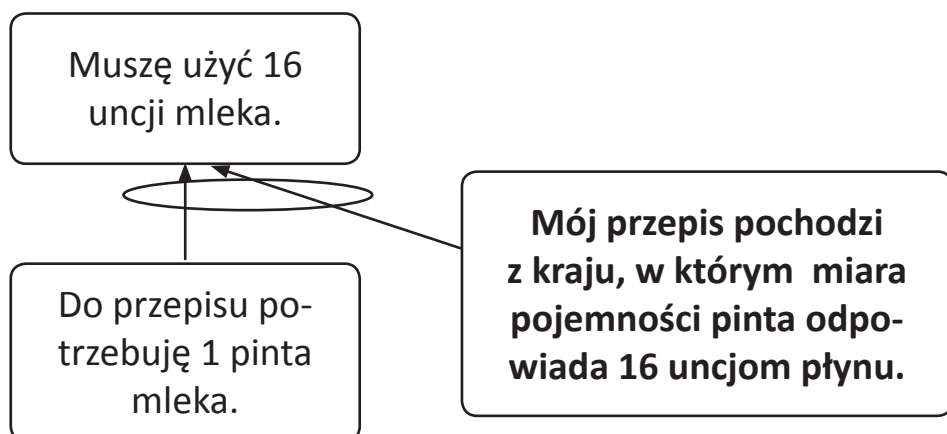 Muszę użyć 16
uncji mleka.
Mój przepis pochodzi
z kraju, w którym miara
pojemności pinta odpo-
wiada 16 uncjom płynu.
Do przepisu po-
trzebuję 1 pinta
mleka.